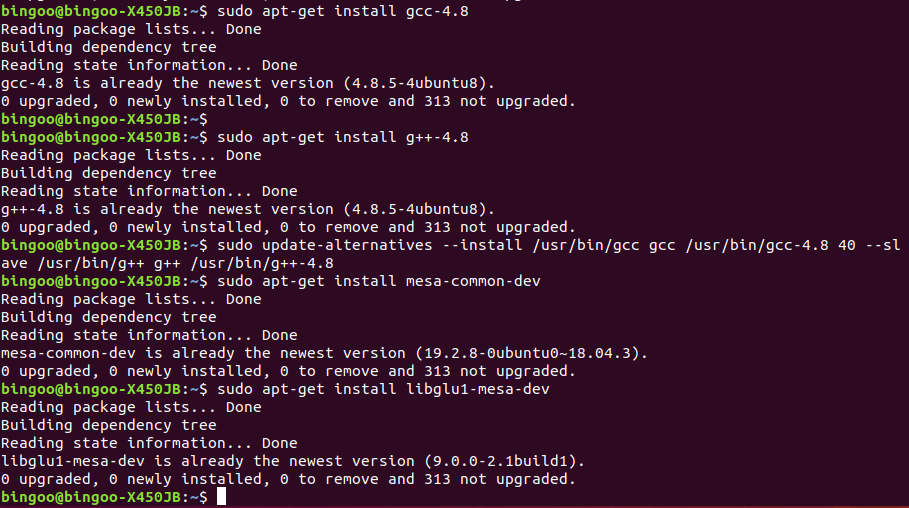 bingoo@bingoo-X450JB:~$ sudo apt-get install gcc-4.8
Reading package lists... Done
Building dependency tree
Reading state information... Done
gcc-4.8 is already the newest version (4.8.5-4ubuntu8).
0 upgraded, 0 newly installed, 0 to remove and 313 not upgraded.
bingoo@bingoo-X450JB:~$
bingoo@bingoo-X450JB:~$ sudo apt-get install g++-4.8
Reading package lists... Done
Building dependency tree
Reading state information... Done
g++-4.8 is already the newest version (4.8.5-4ubuntu8).
0 upgraded, 0 newly installed, 0 to remove and 313 not upgraded.
bingoo@bingoo-X450JB:~$ sudo update-alternatives --install /usr/bin/gcc gcc /usr/bin/gcc-4.8 40 --sl
ave /usr/bin/g++ g++ /usr/bin/g++-4.8
bingoo@bingoo-X450JB:~$ sudo apt-get install mesa-common-dev
Reading package lists... Done
Building dependency tree
Reading state information... Done
mesa-common-dev is already the newest version (19.2.8-0ubuntu0~18.04.3).
0 upgraded, 0 newly installed, 0 to remove and 313 not upgraded.
bingoo@bingoo-X450JB:~$ sudo apt-get install libglu1-mesa-dev
Reading package lists... Done
Building dependency tree
Reading state information... Done
libglu1-mesa-dev is already the newest version (9.0.0-2.1build1).
0 upgraded, 0 newly installed, 0 to remove and 313 not upgraded.
bingoo@bingoo-X450JB:~$